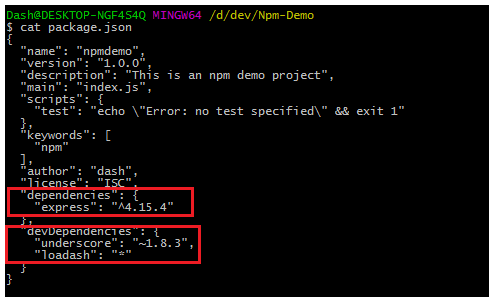 Dash@DESKTOP-NGF4S4Q MINGW64 /d/dev/Npm-Demo
$ cat package.json
{
  "name": "npmdemo",
  "version": "1.0.0",
  "description": "This is an npm demo project",
  "main": "index.js",
  "scripts": {
    "test": "echo \"Error: no test specified\" && exit 1"
  },
  "keywords": [
    "npm"
  ],
  "author": "dash",
  "license": "ISC",
  "dependencies": {
    "express": "^4.15.4"
  },
  "devDependencies": {
    "underscore": "~1.8.3",
    "loadash": "*"
  }
}